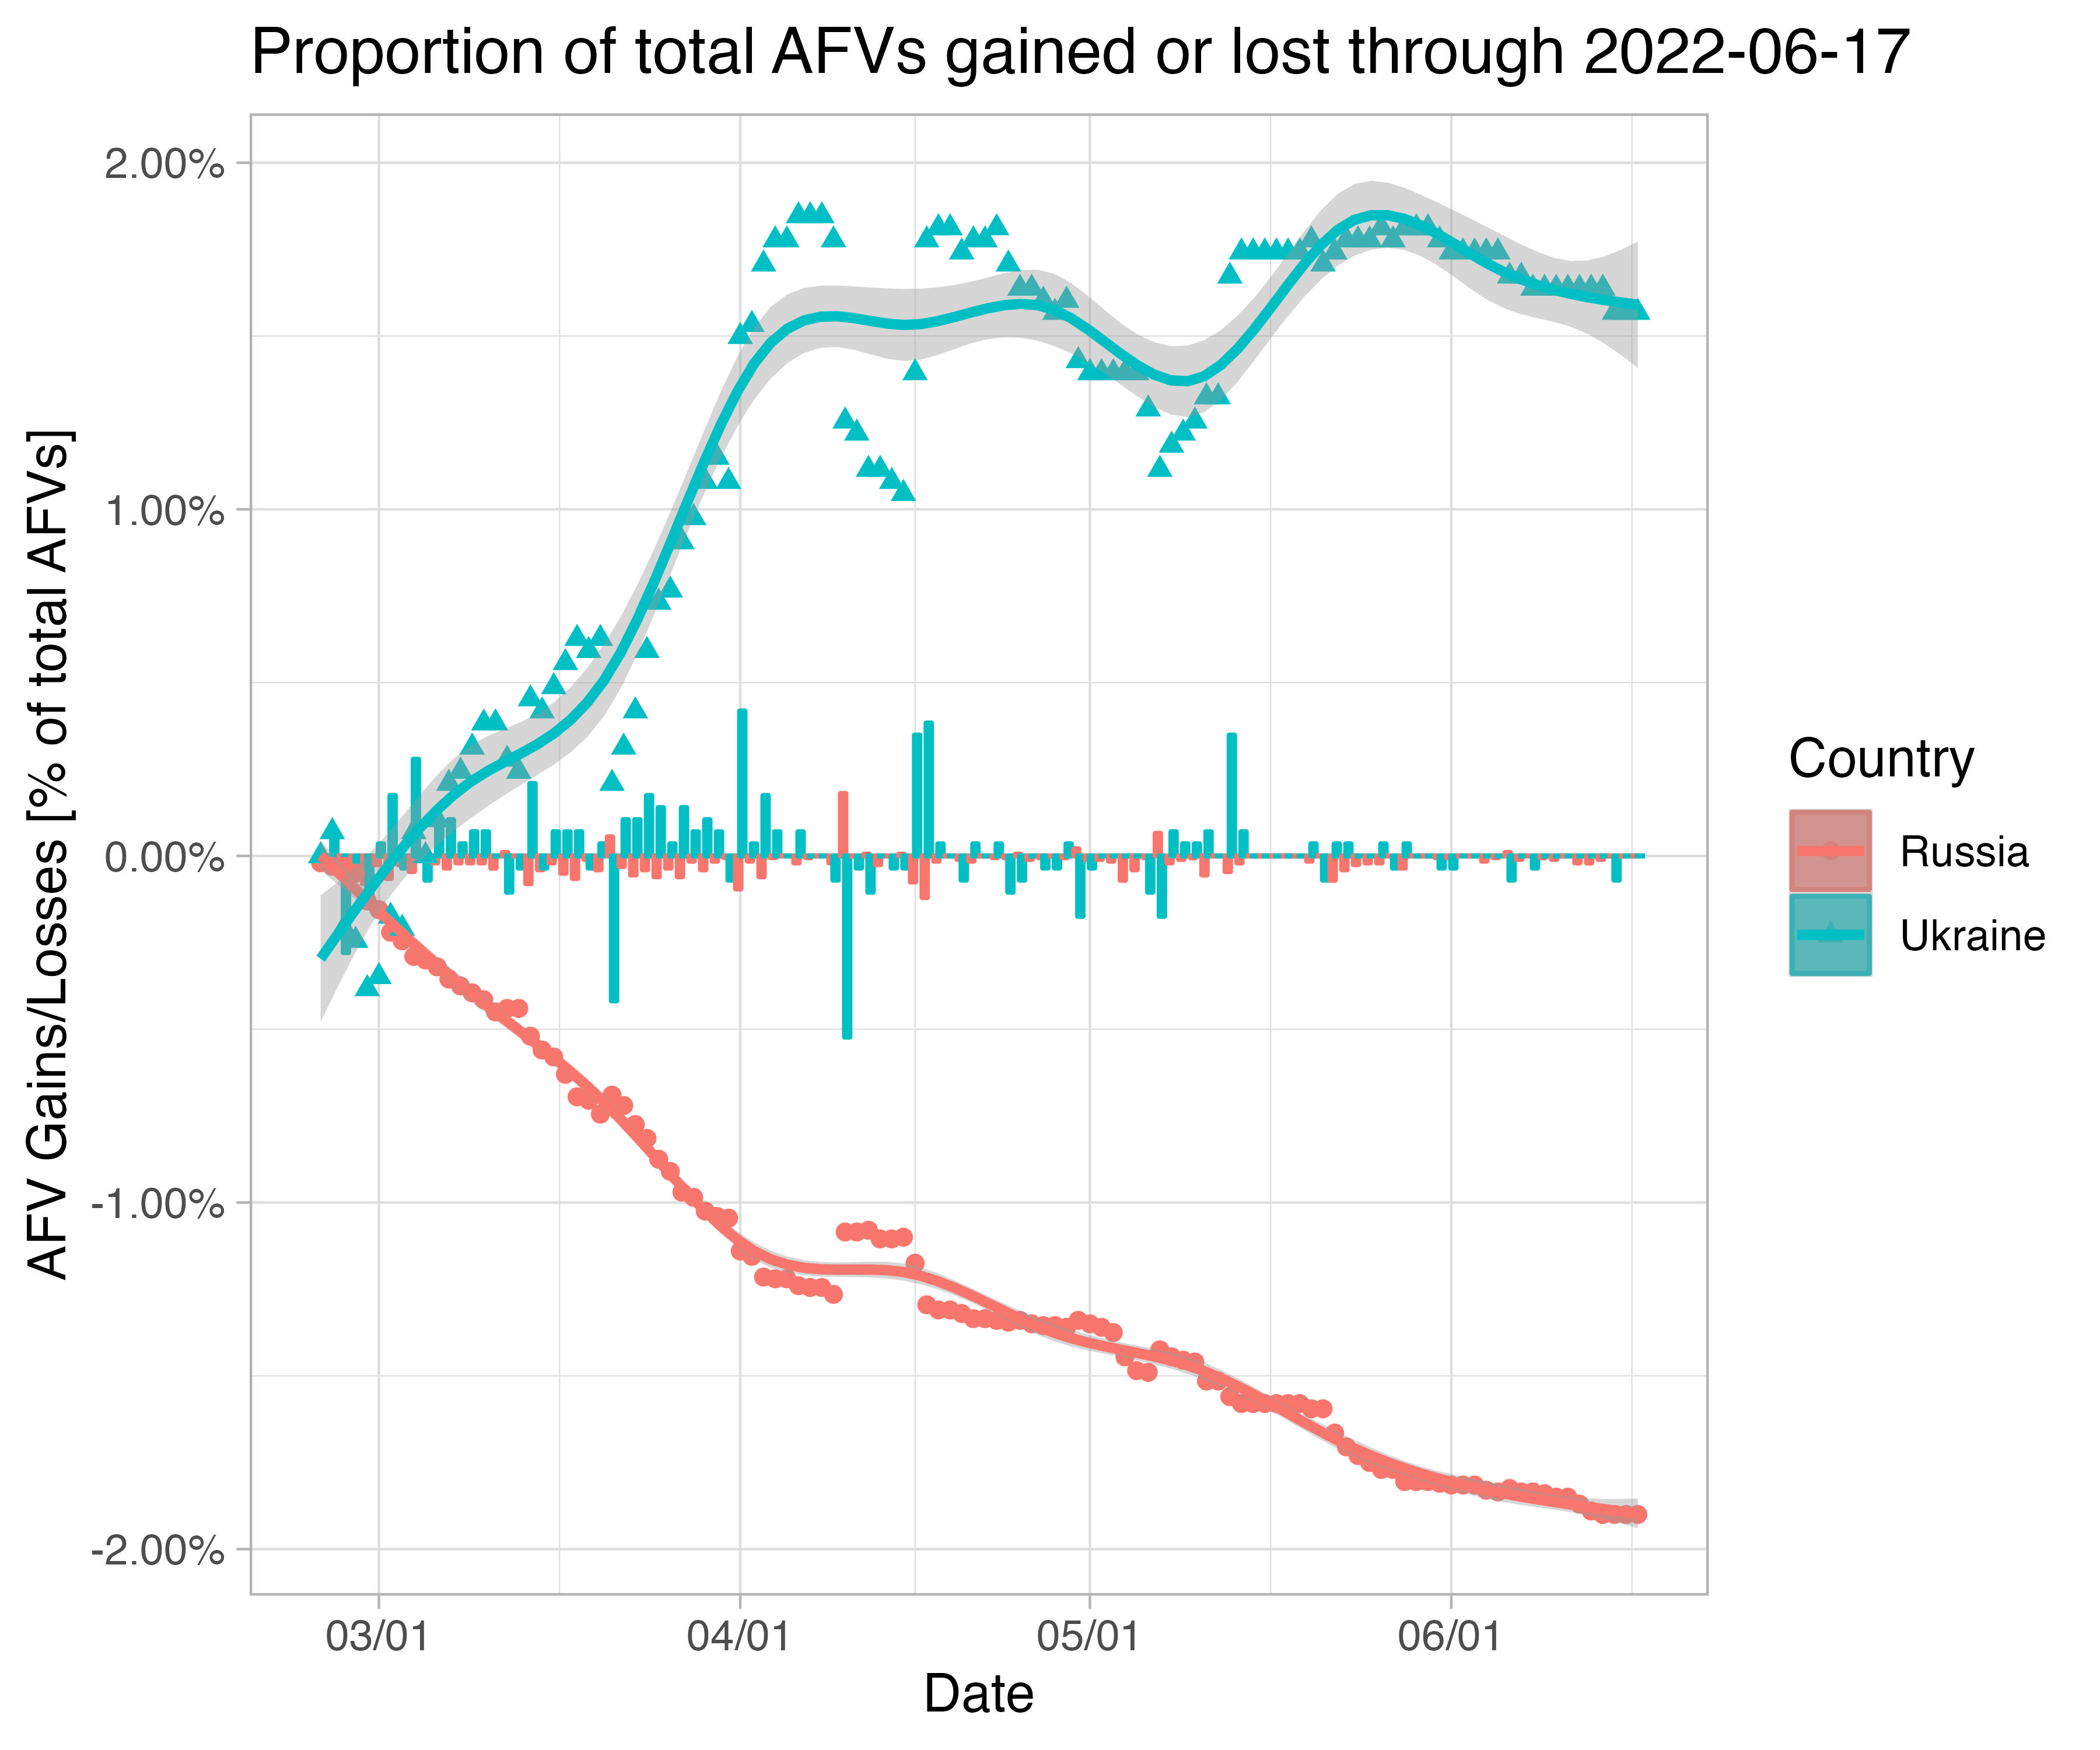 Proportion of total AFVs gained or lost through 2022-06-17
AFV Gains/Losses [% of total AFVs]
2.00%
1.00%
0.00%
-1.00%
-2.00%
03/01
04/01
05/01
06/01
Date
Country
Russia
Ukraine